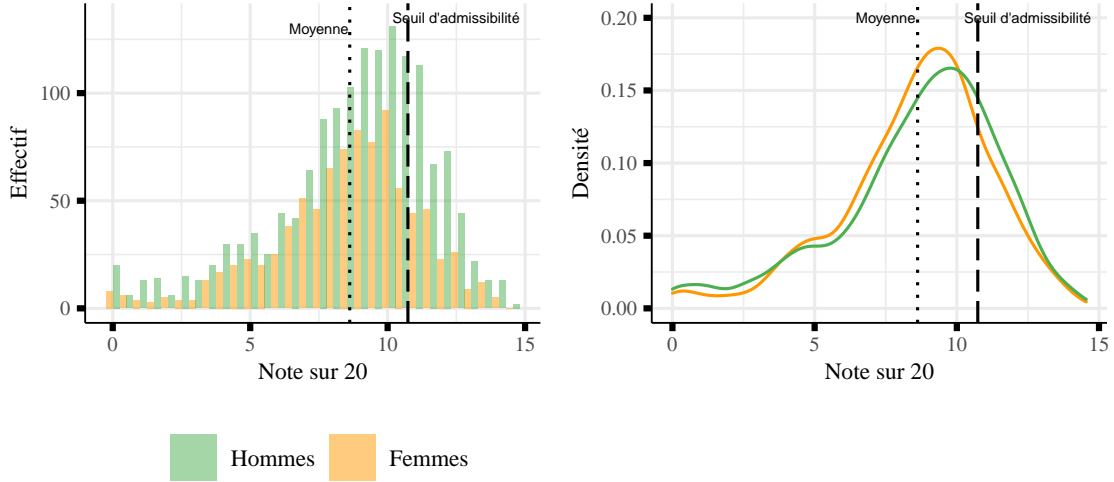 Moyenne
Seuil d'admissibilité
Effectif
100
50
0
0
5
10
15
Note sur 20
Moyenne
Seuil d'admissibilité
Densité
0.20
0.15
0.10
0.05
0.00
0
5
10
15
Note sur 20
Hommes
Femmes